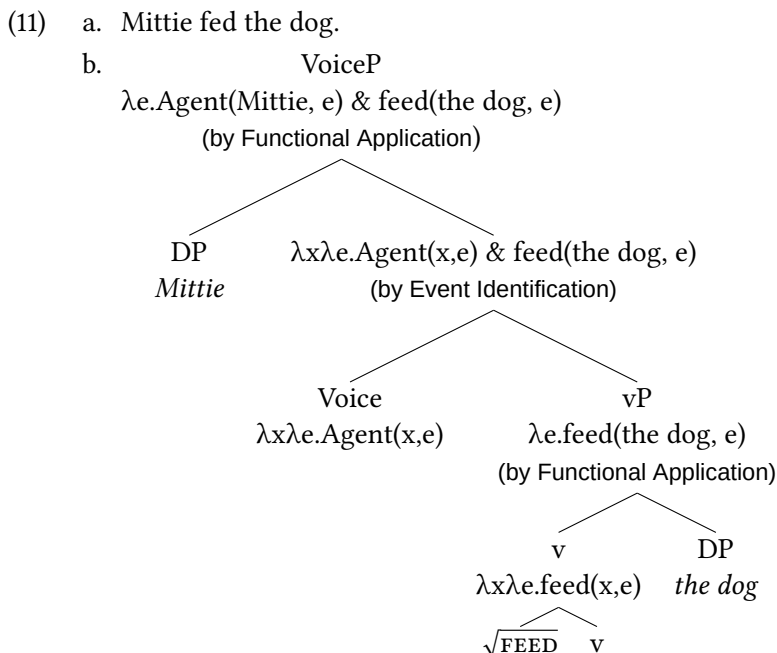 (11) a. Mittie fed the dog.
b. VoiceP
λe.Agent(Mittie, e) & feed(the dog, e)
(by Functional Application)
DP λxλe.Agent(x,e) & feed(the dog, e)
Mittie (by Event Identification)
Voice vP
λxλe.Agent(x,e) λe.feed(the dog, e)
(by Functional Application)
v DP
λxλe.feed(x,e) the dog
√FEED v